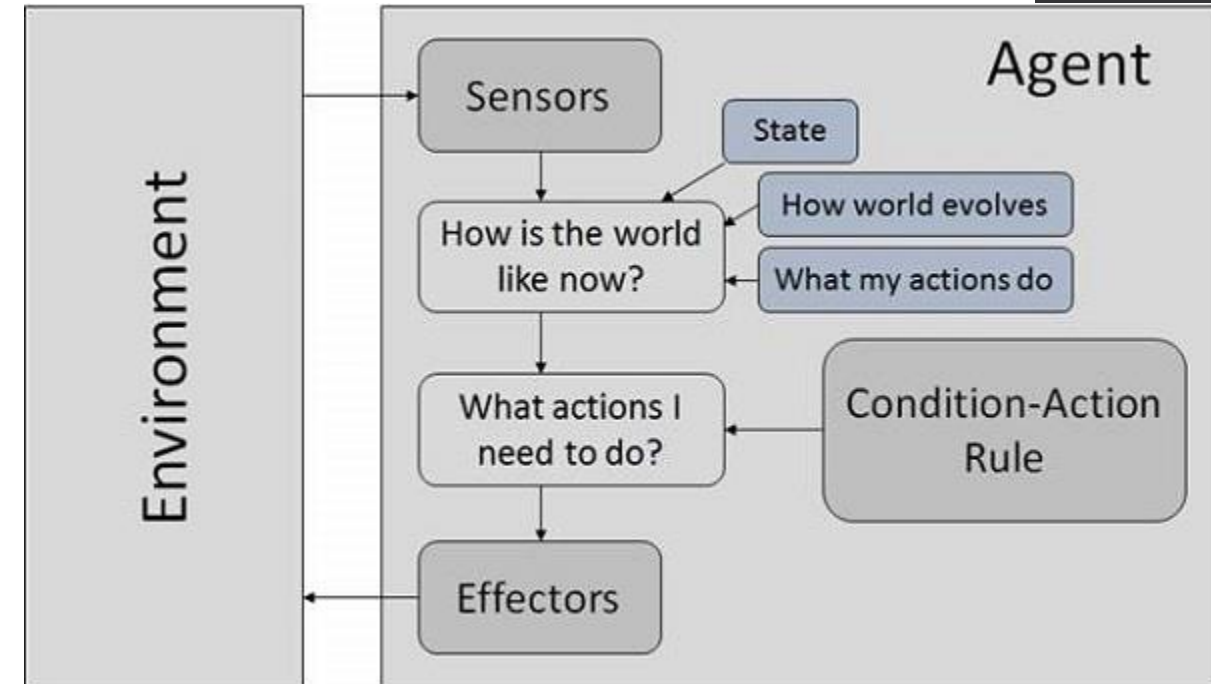 Environment
Agent
Sensors
State
How world evolves
How is the world
like now?
What my actions do
What actions I
need to do?
Condition-Action
Rule
Effectors